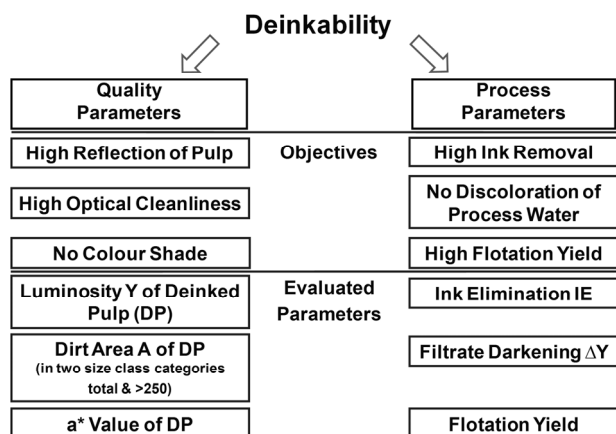 Deinkability
Quality
Parameters
Process
Parameters
High Reflection of Pulp
Objectives
High Ink Removal
High Optical Cleanliness
No Discoloration of
Process Water
No Colour Shade
High Flotation Yield
Luminosity Y of Deinked
Pulp (DP)
Evaluated
Parameters
Ink Elimination IE
Dirt Area A of DP
(in two size class categories
total & >250)
Filtrate Darkening ΔY
a* Value of DP
Flotation Yield